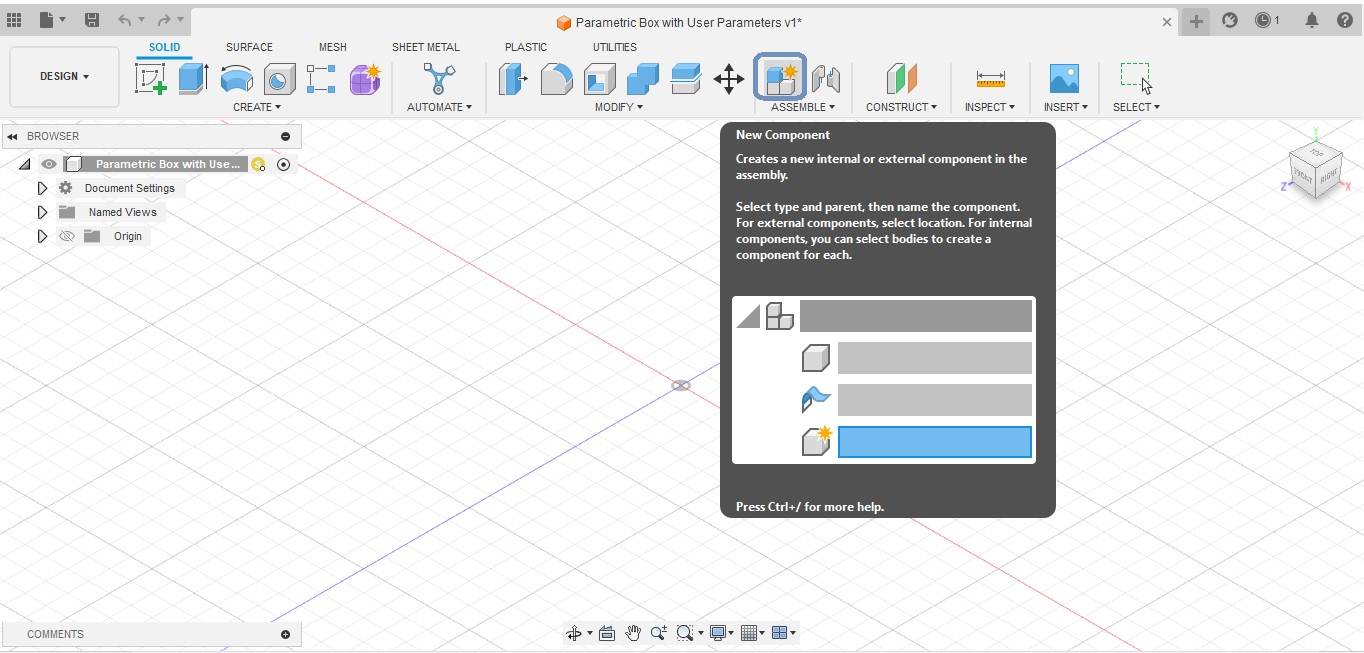 Parametric Box with User Parameters v1*
1
DESIGN
SOLID
SURFACE
MESH
SHEET METAL
PLASTIC
UTILITIES
CREATE
AUTOMATE
MODIFY
ASSEMBLE
CONSTRUCT
INSPECT
INSERT
SELECT
BROWSER
Parametric Box with Use...
S
Document Settings
Named Views
Origin
New Component
Creates a new internal or external component in the
assembly.
Select type and parent, then name the component.
For external components, select location. For internal
components, you can select bodies to create a
component for each.
Press Ctrl+/ for more help.
Y
TOP
FRONT
RIGHT
Z
X
COMMENTS